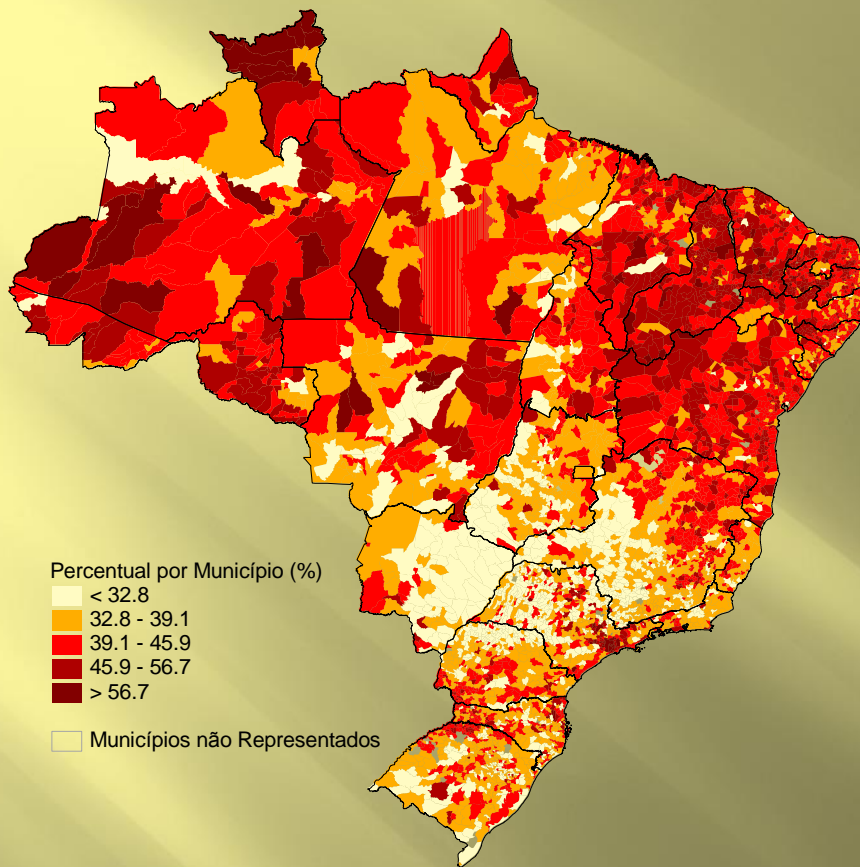 Percentual por Município (%)
< 32.8
32.8 - 39.1
39.1 - 45.9
45.9 - 56.7
> 56.7
Municípios não Representados